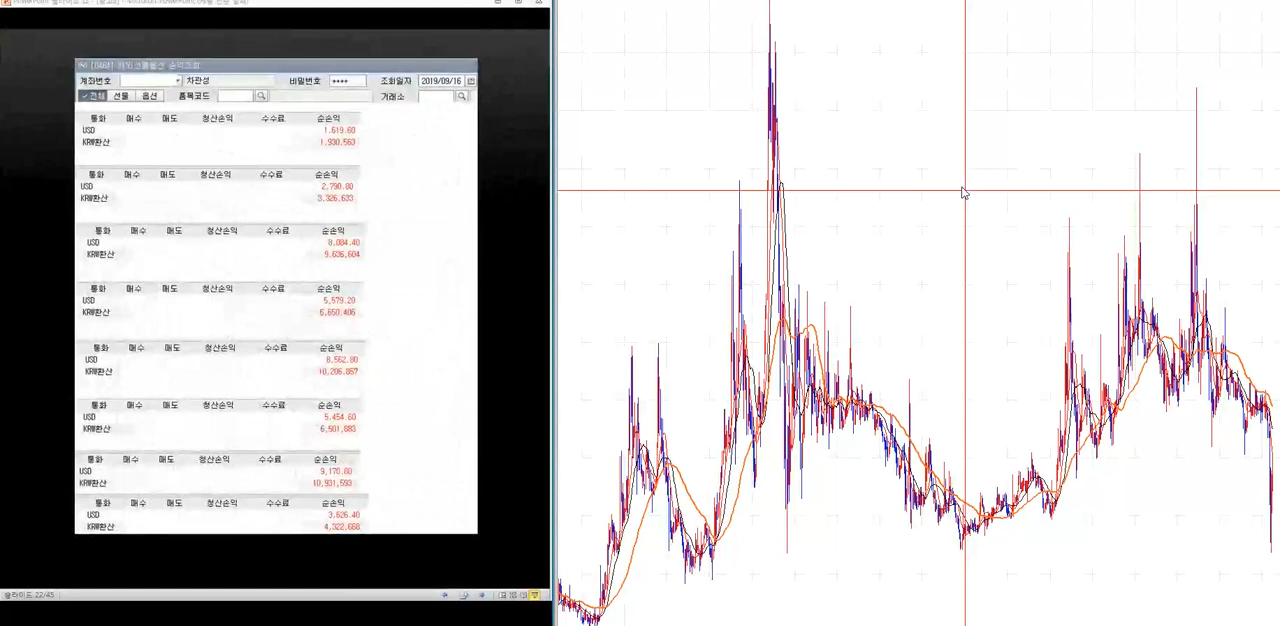 계좌번호 차관성 비밀번호 **** 조회일자 2019/09/16
✓전체 선물 옵션 품목코드 거래소
통화 매수 매도 청산손익 수수료 순손익
USD 1,619.60
KRW환산 1,930,563
통화 매수 매도 청산손익 수수료 순손익
USD 2,790.80
KRW환산 3,326,633
통화 매수 매도 청산손익 수수료 순손익
USD 8,084.40
KRW환산 9,636,604
통화 매수 매도 청산손익 수수료 순손익
USD 5,579.20
KRW환산 6,650,406
통화 매수 매도 청산손익 수수료 순손익
USD 8,562.80
KRW환산 10,206,857
통화 매수 매도 청산손익 수수료 순손익
USD 5,454.60
KRW환산 6,501,883
통화 매수 매도 청산손익 수수료 순손익
USD 9,170.80
KRW환산 10,931,593
통화 매수 매도 청산손익 수수료 순손익
USD 3,626.40
KRW환산 4,322,668
슬라이드 22/45